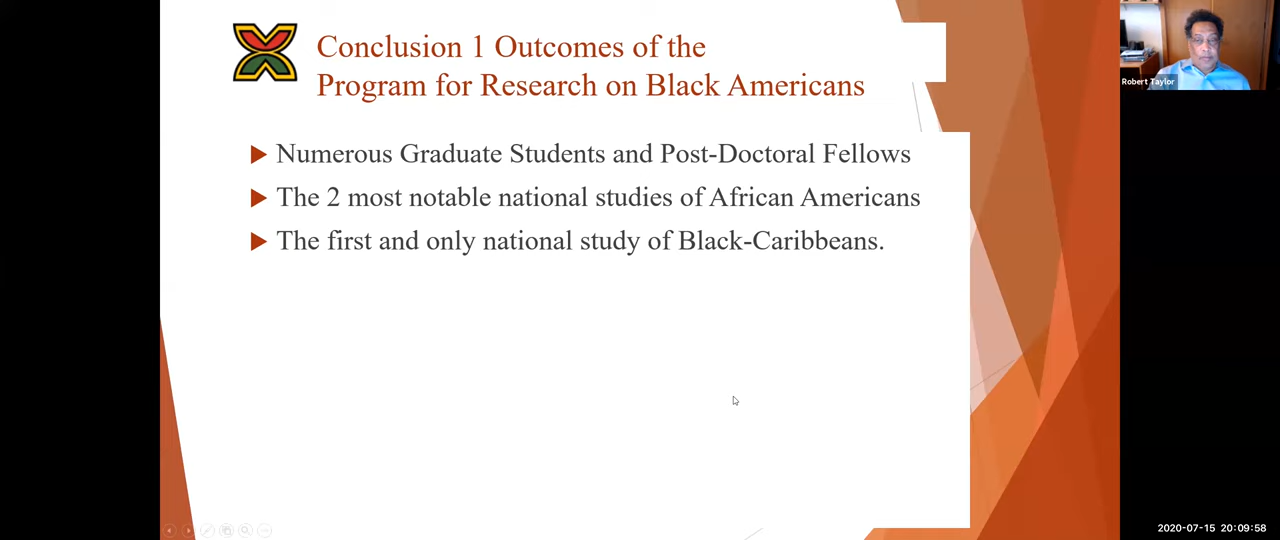 Conclusion 1 Outcomes of the
Program for Research on Black Americans
Numerous Graduate Students and Post-Doctoral Fellows
The 2 most notable national studies of African Americans
The first and only national study of Black-Caribbeans.
Robert Taylor
2020-07-15 20:09:58